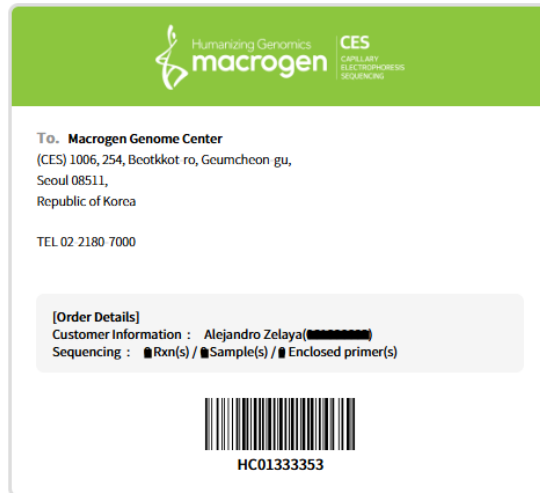 Humanizing Genomics
macrogen
CES
CAPILLARY
ELECTROPHORESIS
SEQUENCING
To. Macrogen Genome Center
(CES) 1006, 254, Beotkkot-ro, Geumcheon-gu,
Seoul 08511,
Republic of Korea
TEL 02-2180-7000
[Order Details]
Customer Information : Alejandro Zelaya( )
Sequencing : Rxn(s) / Sample(s) / Enclosed primer(s)
HC01333353